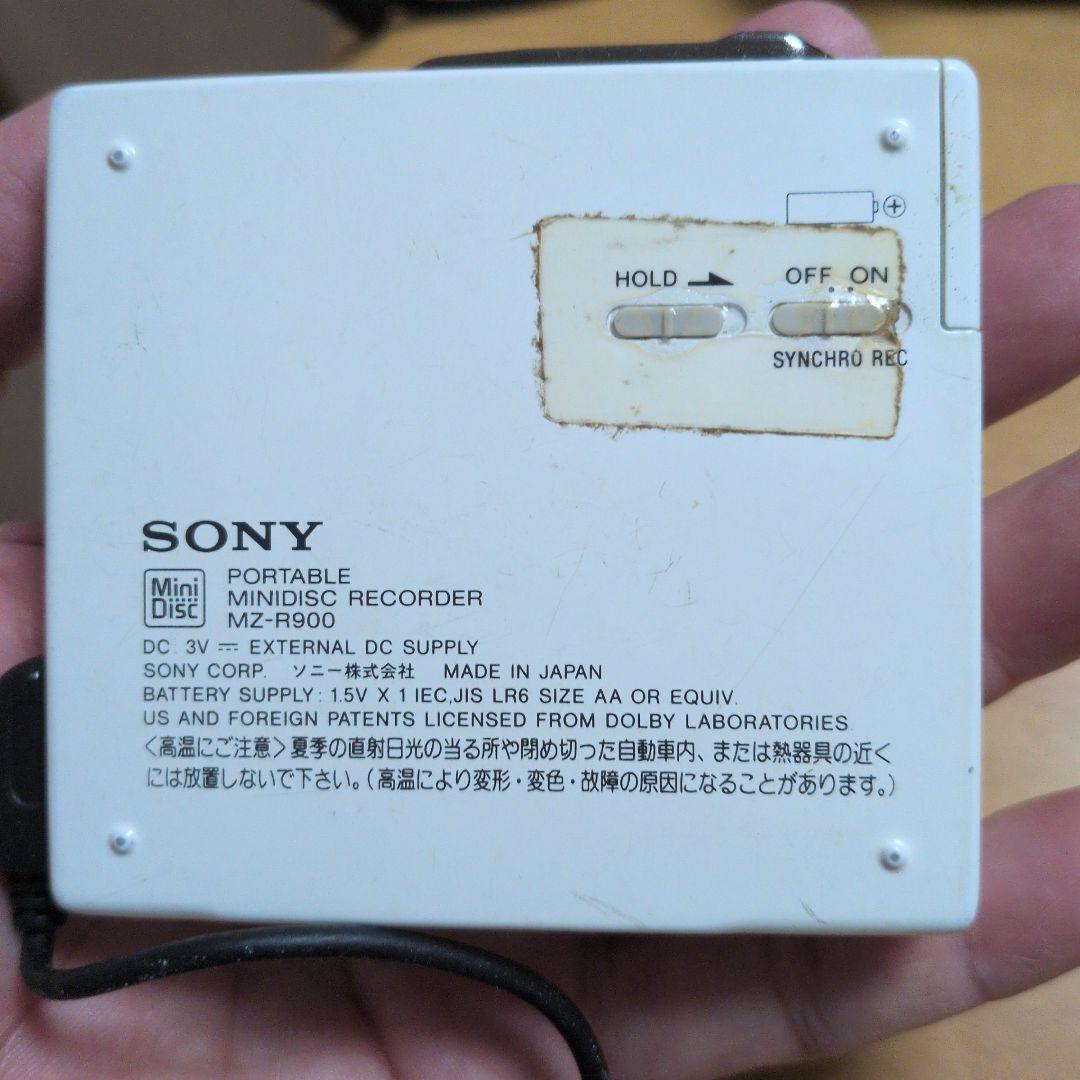 HOLD
OFF ON
SYNCHRO REC
SONY
Mini Disc
PORTABLE
MINIDISC RECORDER
MZ-R900
DC 3V ⎓ EXTERNAL DC SUPPLY
SONY CORP. ソニー株式会社 MADE IN JAPAN
BATTERY SUPPLY: 1.5V X 1 IEC,JIS LR6 SIZE AA OR EQUIV.
US AND FOREIGN PATENTS LICENSED FROM DOLBY LABORATORIES
〈高温にご注意〉夏季の直射日光の当る所や閉め切った自動車内、または熱器具の近く
には放置しないで下さい。(高温により変形・変色・故障の原因になることがあります。)